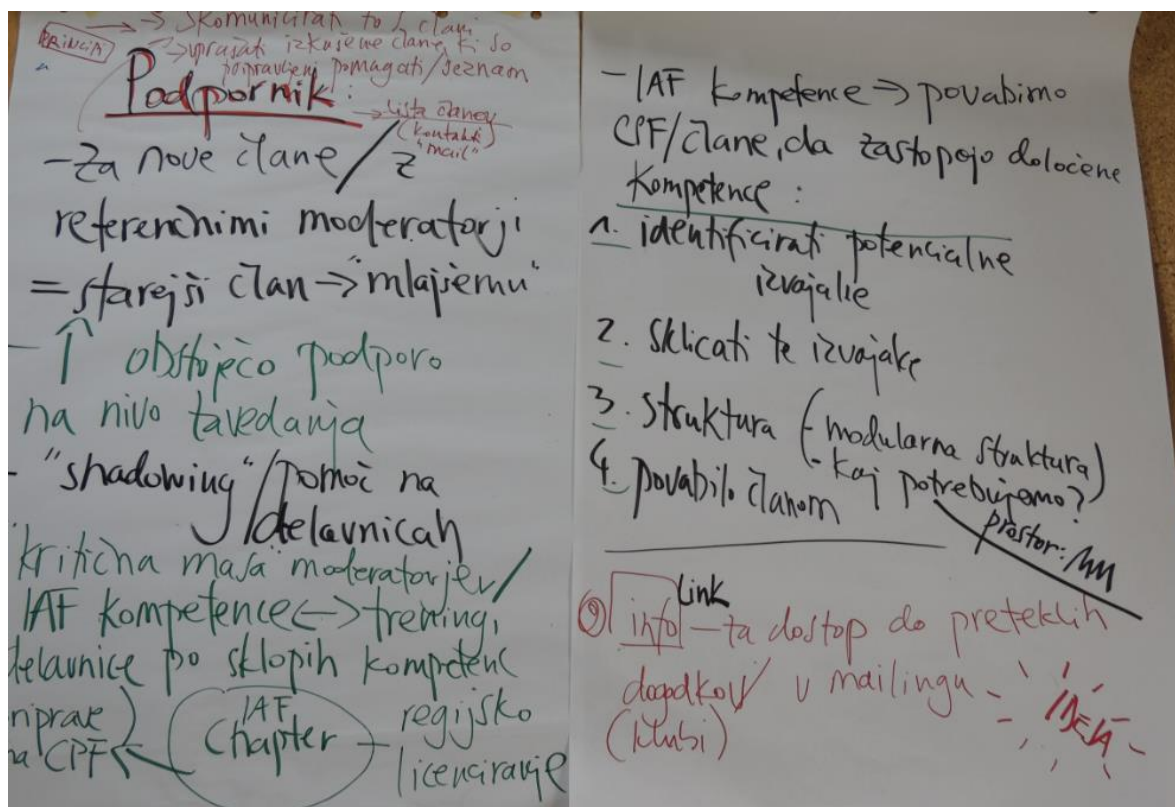 PRINCIP → → skomunicirati to s člani
→ vprašati izkušene člane, ki so
pripravljeni pomagati/seznam
Podpornik:
→ lista članov
(kontakti
"mail"
- za nove člane / z
referenčnimi moderatorji
= starejši član → "mlajšemu"
- ↑ obstoječo podporo
na nivo zavedanja
- "shadowing"/pomoč na
delavnicah
kritična masa moderatorjev/
IAF kompetence <-> treningi,
delavnice po sklopih kompetenc
priprave
na CPF
IAF
Chapter
- regijsko
licenciranje
- IAF kompetence → povabimo
CPF/člane, da zastopajo določene
kompetence:
1. identificirati potencialne
izvajalce
2. sklicati te izvajalce
3. struktura (- modularna struktura)
- kaj potrebujemo?
4. povabilo članom
prostor: MM
Link
info - za dostop do preteklih
dogodkov v mailingu -
(klubi)
IDEJA